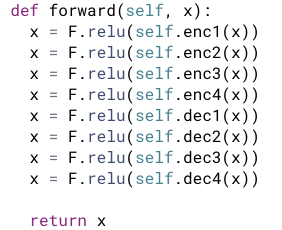 def forward(self, x):
  x = F.relu(self.enc1(x))
  x = F.relu(self.enc2(x))
  x = F.relu(self.enc3(x))
  x = F.relu(self.enc4(x))
  x = F.relu(self.dec1(x))
  x = F.relu(self.dec2(x))
  x = F.relu(self.dec3(x))
  x = F.relu(self.dec4(x))
  return x